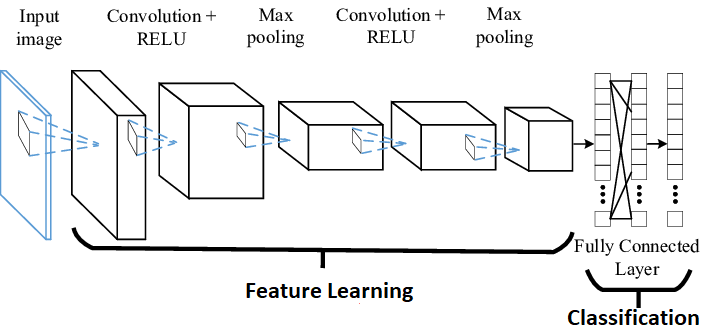 Input
image
Convolution +
RELU
Max
pooling
Convolution +
RELU
Max
pooling
Fully Connected
Layer
Feature Learning
Classification